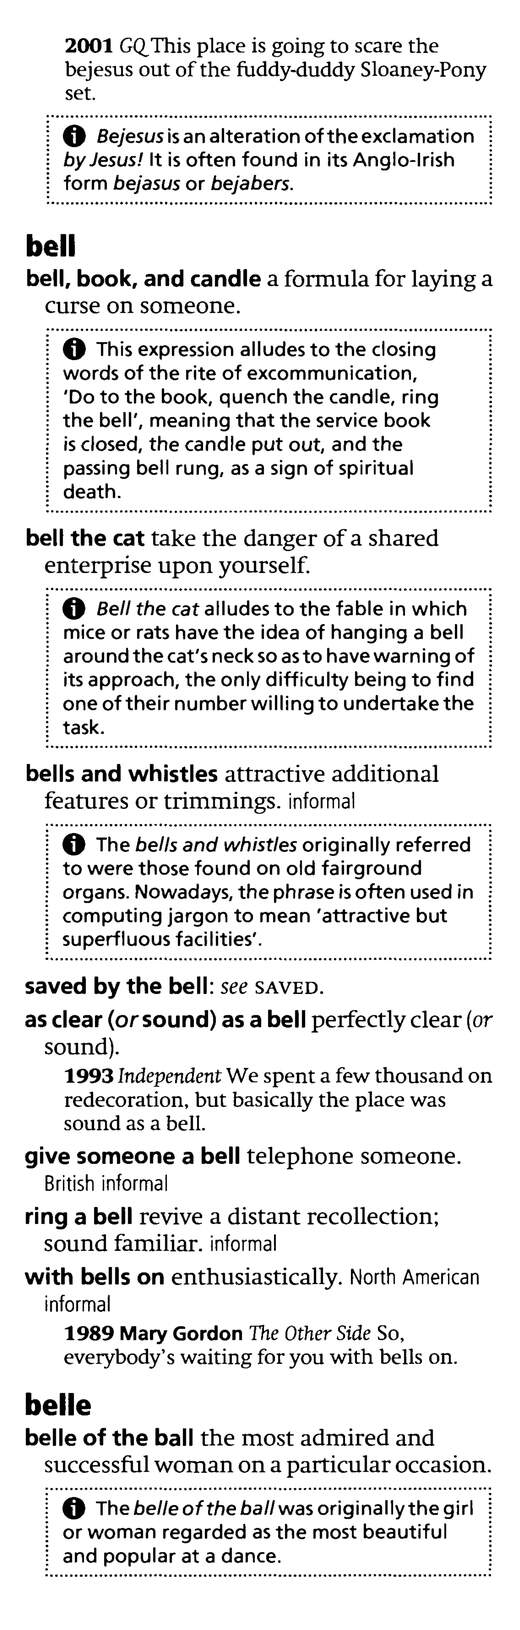 2001 GQ This place is going to scare the
bejesus out of the fuddy-duddy Sloaney-Pony
set.
Bejesus is an alteration of the exclamation
by Jesus! It is often found in its Anglo-Irish
form bejasus or bejabers.
bell
bell, book, and candle a formula for laying a
curse on someone.
This expression alludes to the closing
words of the rite of excommunication,
'Do to the book, quench the candle, ring
the bell', meaning that the service book
is closed, the candle put out, and the
passing bell rung, as a sign of spiritual
death.
bell the cat take the danger of a shared
enterprise upon yourself.
Bell the cat alludes to the fable in which
mice or rats have the idea of hanging a bell
around the cat's neck so as to have warning of
its approach, the only difficulty being to find
one of their number willing to undertake the
task.
bells and whistles attractive additional
features or trimmings. informal
The bells and whistles originally referred
to were those found on old fairground
organs. Nowadays, the phrase is often used in
computing jargon to mean 'attractive but
superfluous facilities'.
saved by the bell: see SAVED.
as clear (or sound) as a bell perfectly clear (or
sound).
1993 Independent We spent a few thousand on
redecoration, but basically the place was
sound as a bell.
give someone a bell telephone someone.
British informal
ring a bell revive a distant recollection;
sound familiar. informal
with bells on enthusiastically. North American
informal
1989 Mary Gordon The Other Side So,
everybody's waiting for you with bells on.
belle
belle of the ball the most admired and
successful woman on a particular occasion.
The belle of the ball was originally the girl
or woman regarded as the most beautiful
and popular at a dance.